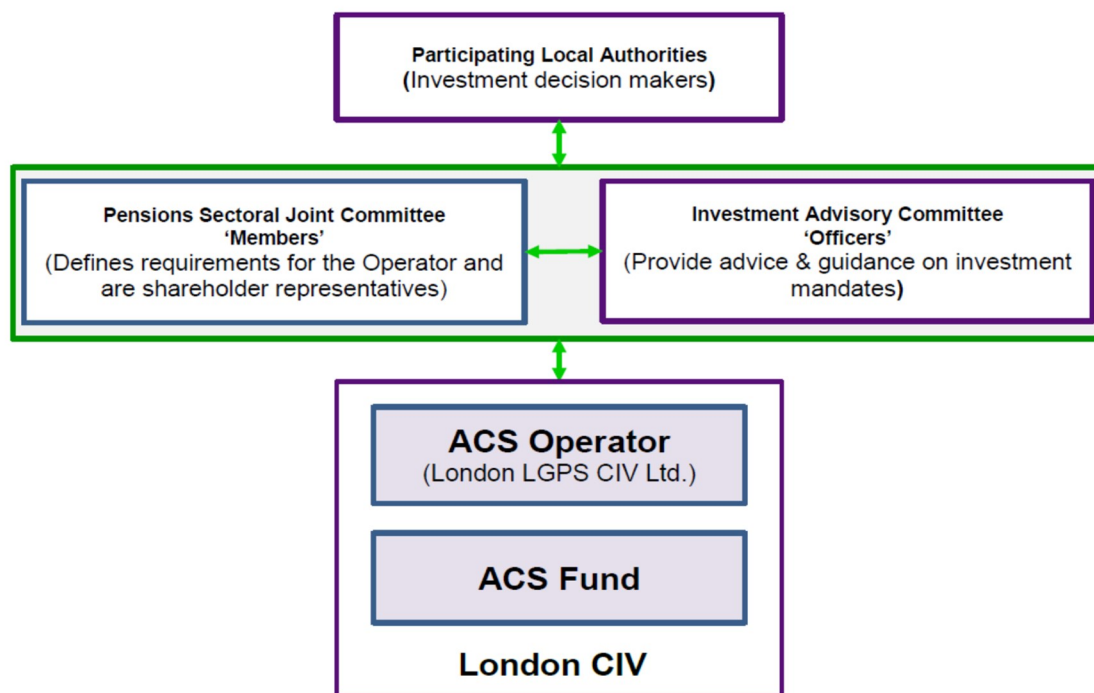 Participating Local Authorities
(Investment decision makers)
Pensions Sectoral Joint Committee
‘Members’
(Defines requirements for the Operator and
are shareholder representatives)
Investment Advisory Committee
‘Officers’
(Provide advice & guidance on investment
mandates)
ACS Operator
(London LGPS CIV Ltd.)
ACS Fund
London CIV